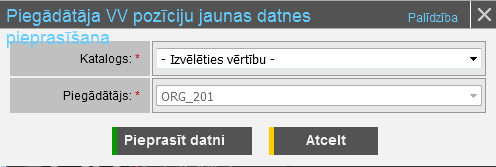 Piegādātāja VV pozīciju jaunas datnes pieprasīšana
Palīdzība
Katalogs: * - Izvēlēties vērtību -
Piegādātājs: * ORG_201
Pieprasīt datni Atcelt